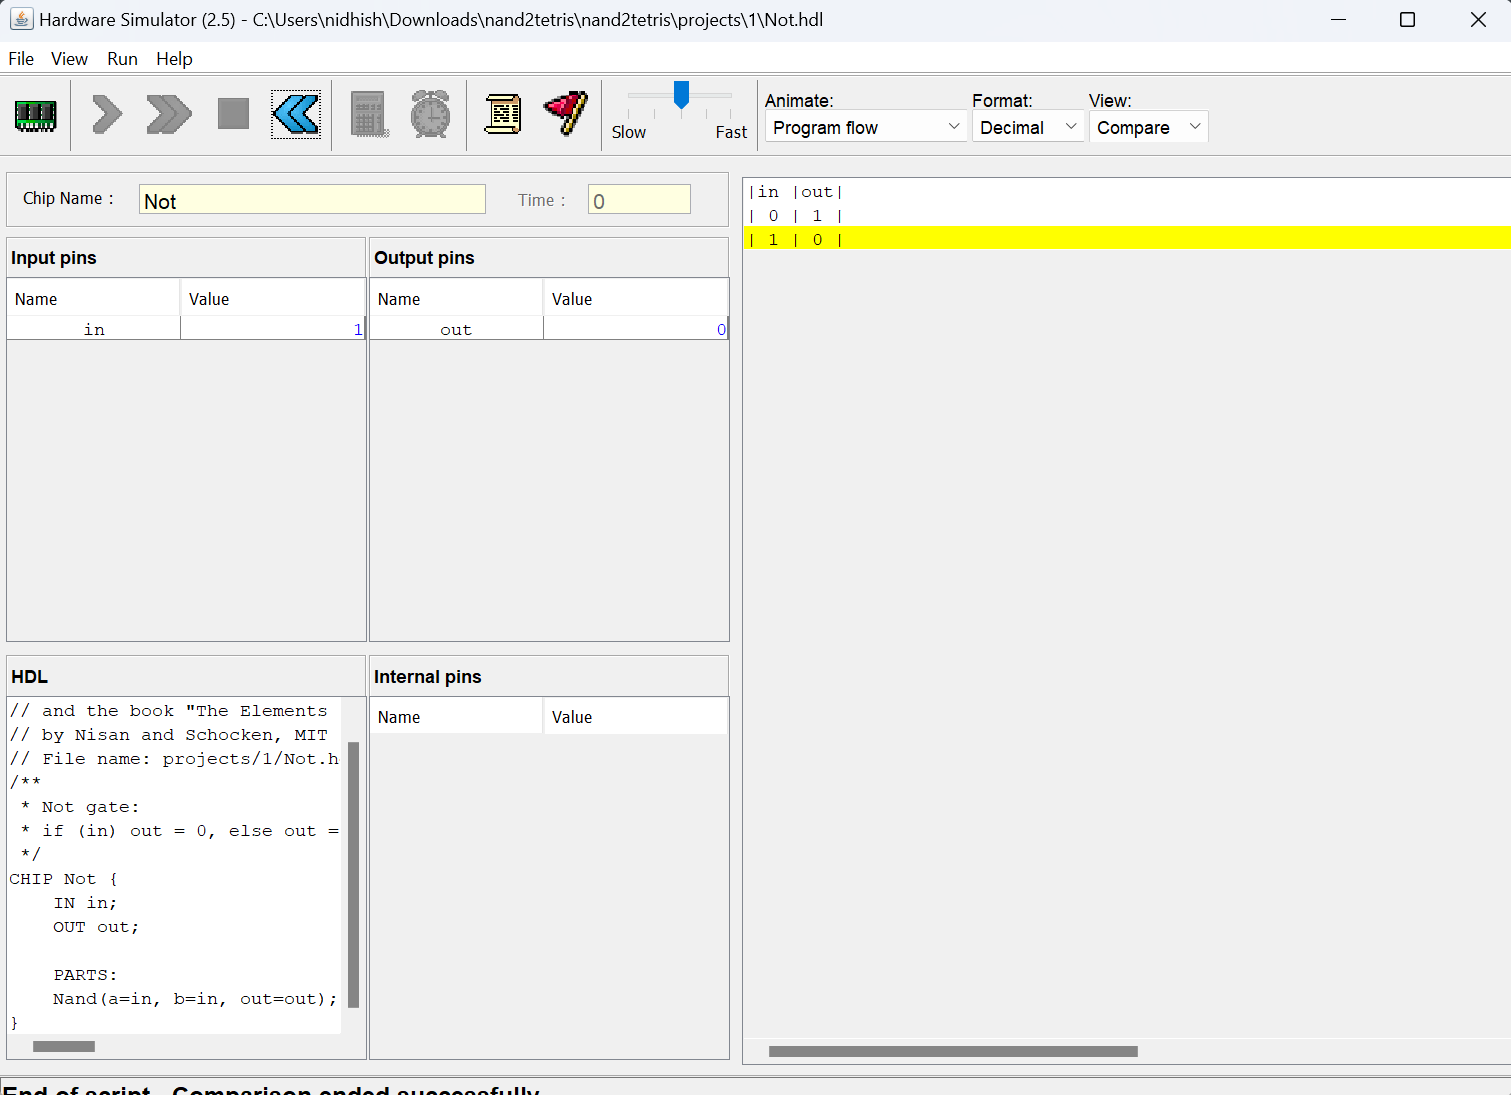 Hardware Simulator (2.5) - C:\Users\nidhish\Downloads\nand2tetris\nand2tetris\projects\1\Not.hdl
File View Run Help
Slow Fast
Animate: Format: View:
Program flow Decimal Compare
Chip Name : Not Time : 0
Input pins
Name Value
in 1
Output pins
Name Value
out 0
HDL
// and the book "The Elements
// by Nisan and Schocken, MIT
// File name: projects/1/Not.h
/**
* Not gate:
* if (in) out = 0, else out =
*/
CHIP Not {
IN in;
OUT out;
PARTS:
Nand(a=in, b=in, out=out);
}
Internal pins
Name Value
|in |out|
| 0 | 1 |
| 1 | 0 |
End of script - Comparison ended successfully